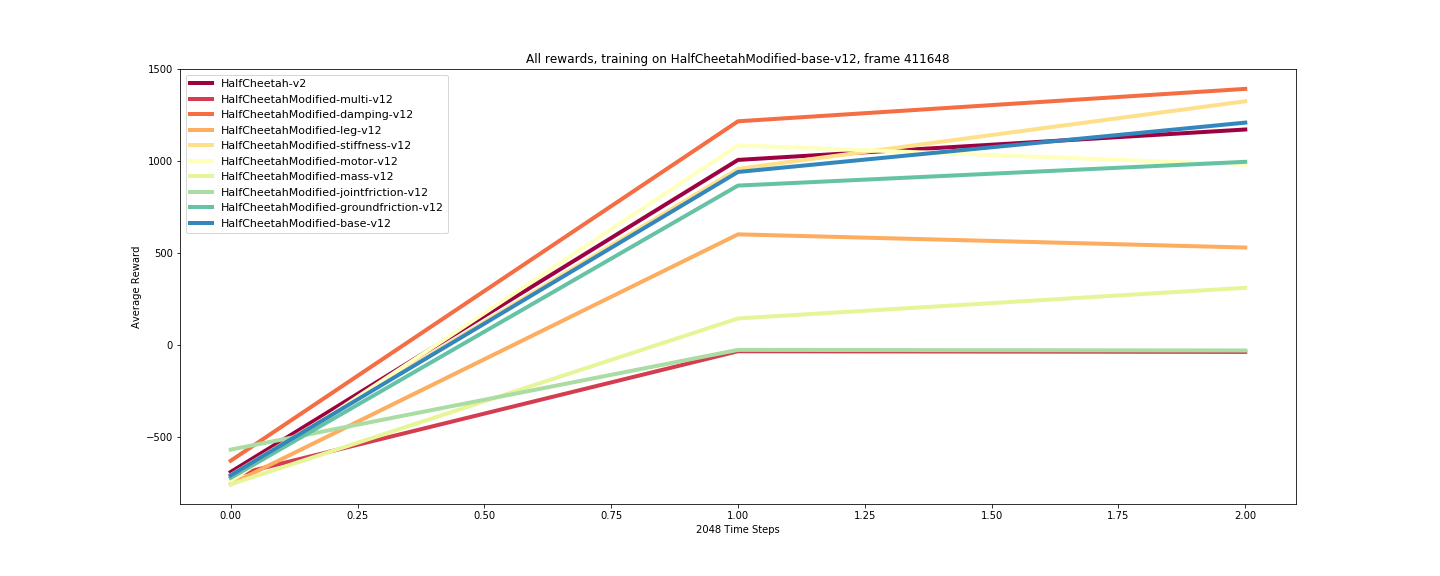 All rewards, training on HalfCheetahModified-base-v12, frame 411648
1500
1000
500
0
−500
Average Reward
HalfCheetah-v2
HalfCheetahModified-multi-v12
HalfCheetahModified-damping-v12
HalfCheetahModified-leg-v12
HalfCheetahModified-stiffness-v12
HalfCheetahModified-motor-v12
HalfCheetahModified-mass-v12
HalfCheetahModified-jointfriction-v12
HalfCheetahModified-groundfriction-v12
HalfCheetahModified-base-v12
0.00 0.25 0.50 0.75 1.00 1.25 1.50 1.75 2.00
2048 Time Steps